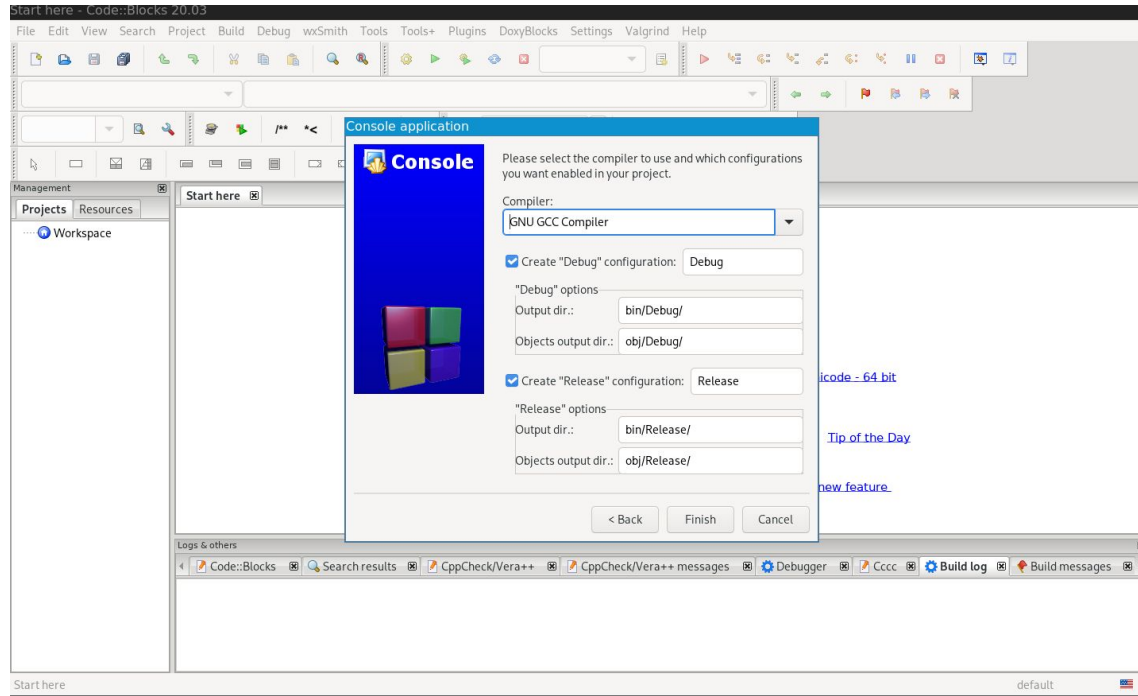 Start here - Code::Blocks 20.03
File Edit View Search Project Build Debug wxSmith Tools Tools+ Plugins DoxyBlocks Settings Valgrind Help
/** *<
Management
Projects Resources
Workspace
Start here
Console application
Console
Please select the compiler to use and which configurations
you want enabled in your project.
Compiler:
GNU GCC Compiler
Create "Debug" configuration: Debug
"Debug" options
Output dir.: bin/Debug/
Objects output dir.: obj/Debug/
Create "Release" configuration: Release
"Release" options
Output dir.: bin/Release/
Objects output dir.: obj/Release/
< Back Finish Cancel
icode - 64 bit
Tip of the Day
new feature
Logs & others
Code::Blocks Search results CppCheck/Vera++ CppCheck/Vera++ messages Debugger Cccc Build log Build messages
Start here default